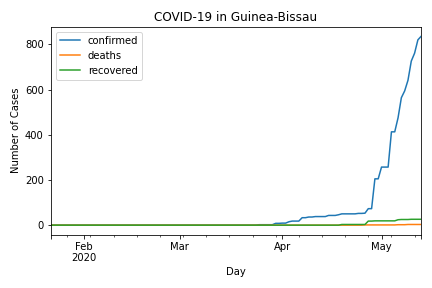 COVID-19 in Guinea-Bissau
confirmed
deaths
recovered
Number of Cases
800
600
400
200
0
Feb
2020
Mar
Apr
May
Day